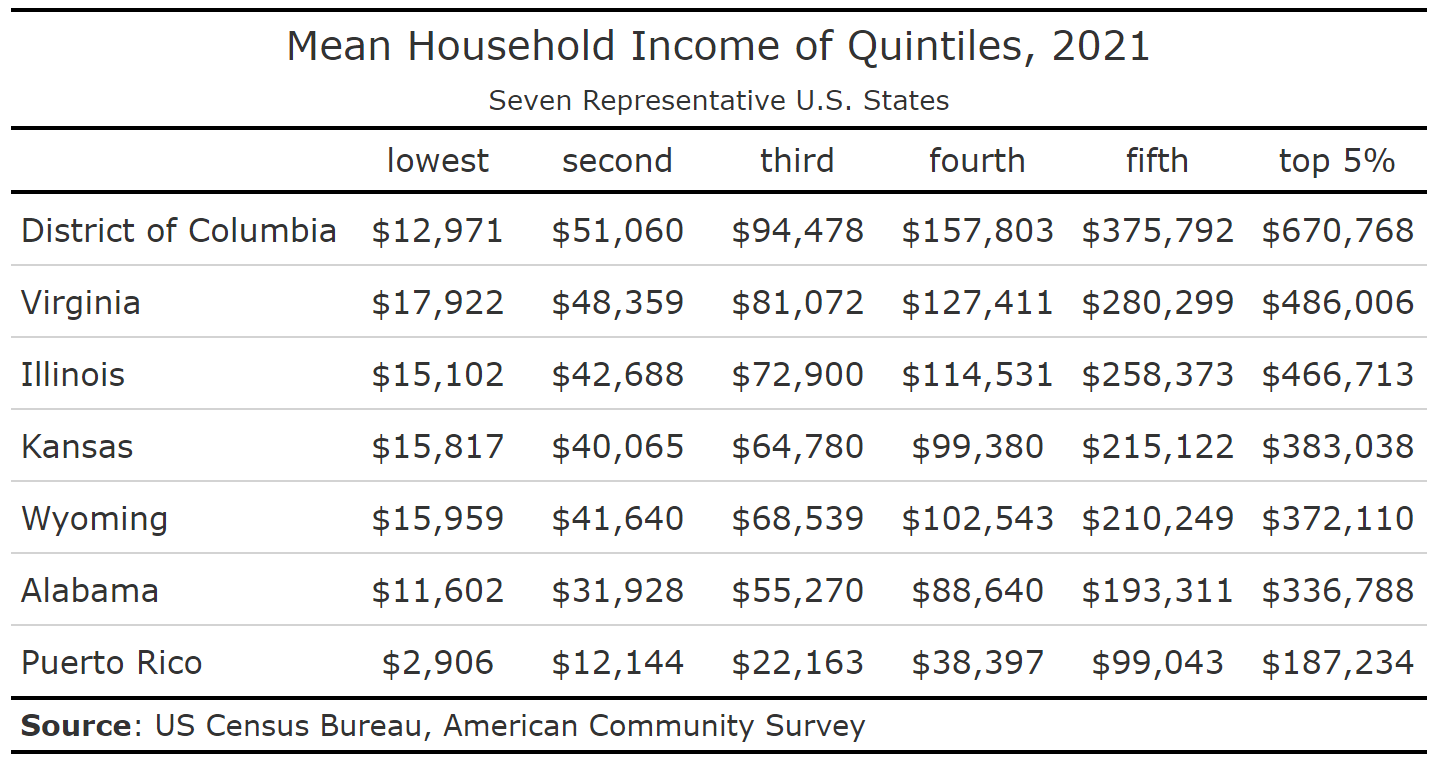 Mean Household Income of Quintiles, 2021
Seven Representative U.S. States
lowest second third fourth fifth top 5%
District of Columbia $12,971 $51,060 $94,478 $157,803 $375,792 $670,768
Virginia $17,922 $48,359 $81,072 $127,411 $280,299 $486,006
Illinois $15,102 $42,688 $72,900 $114,531 $258,373 $466,713
Kansas $15,817 $40,065 $64,780 $99,380 $215,122 $383,038
Wyoming $15,959 $41,640 $68,539 $102,543 $210,249 $372,110
Alabama $11,602 $31,928 $55,270 $88,640 $193,311 $336,788
Puerto Rico $2,906 $12,144 $22,163 $38,397 $99,043 $187,234
Source: US Census Bureau, American Community Survey